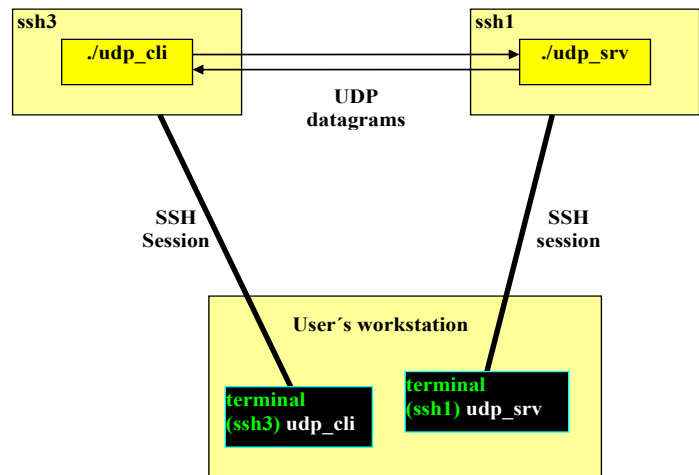 ssh3
./udp_cli
ssh1
./udp_srv
UDP
datagrams
SSH
Session
SSH
session
User´s workstation
terminal
(ssh3) udp_cli
terminal
(ssh1) udp_srv